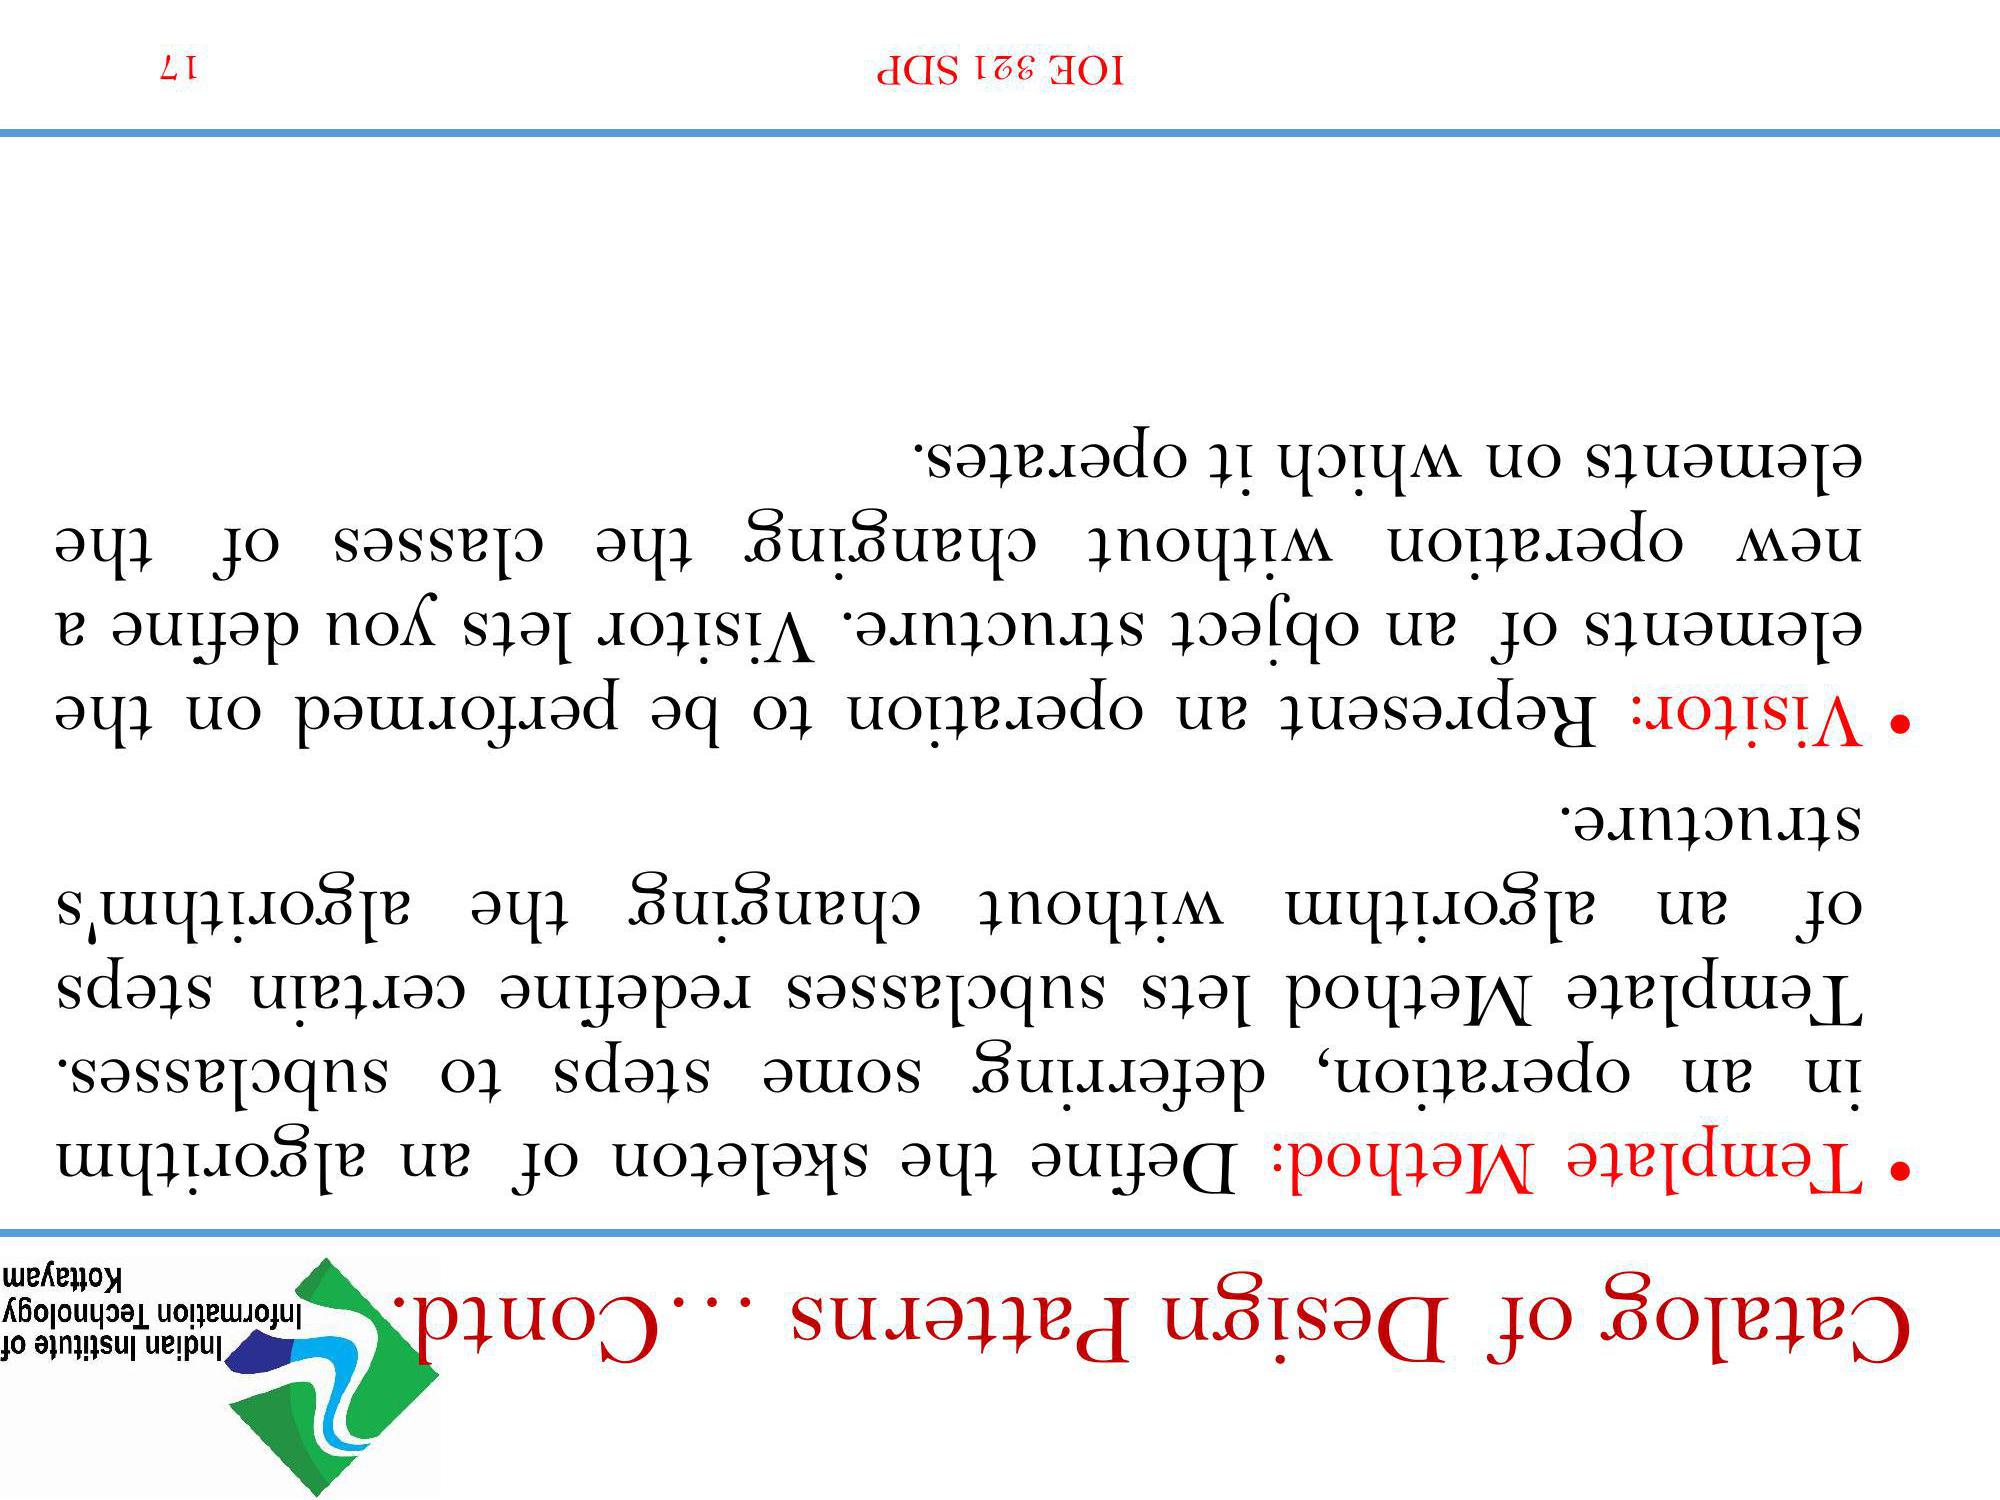 Catalog of Design Patterns …Contd.
Indian Institute of
Information Technology
Kottayam
• Template Method: Define the skeleton of an algorithm
in an operation, deferring some steps to subclasses.
Template Method lets subclasses redefine certain steps
of an algorithm without changing the algorithm's
structure.
• Visitor: Represent an operation to be performed on the
elements of an object structure. Visitor lets you define a
new operation without changing the classes of the
elements on which it operates.
IOE 321 SDP
17